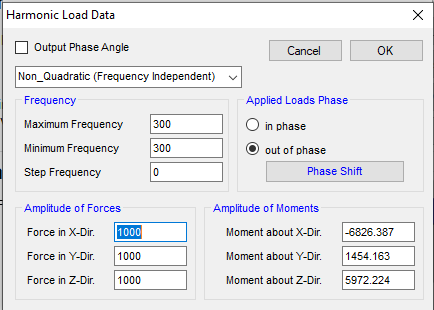 Harmonic Load Data
Output Phase Angle
Cancel
OK
Non_Quadratic (Frequency Independent)
Frequency
Maximum Frequency 300
Minimum Frequency 300
Step Frequency 0
Applied Loads Phase
in phase
out of phase
Phase Shift
Amplitude of Forces
Force in X-Dir. 1000
Force in Y-Dir. 1000
Force in Z-Dir. 1000
Amplitude of Moments
Moment about X-Dir. -6826.387
Moment about Y-Dir. 1454.163
Moment about Z-Dir. 5972.224